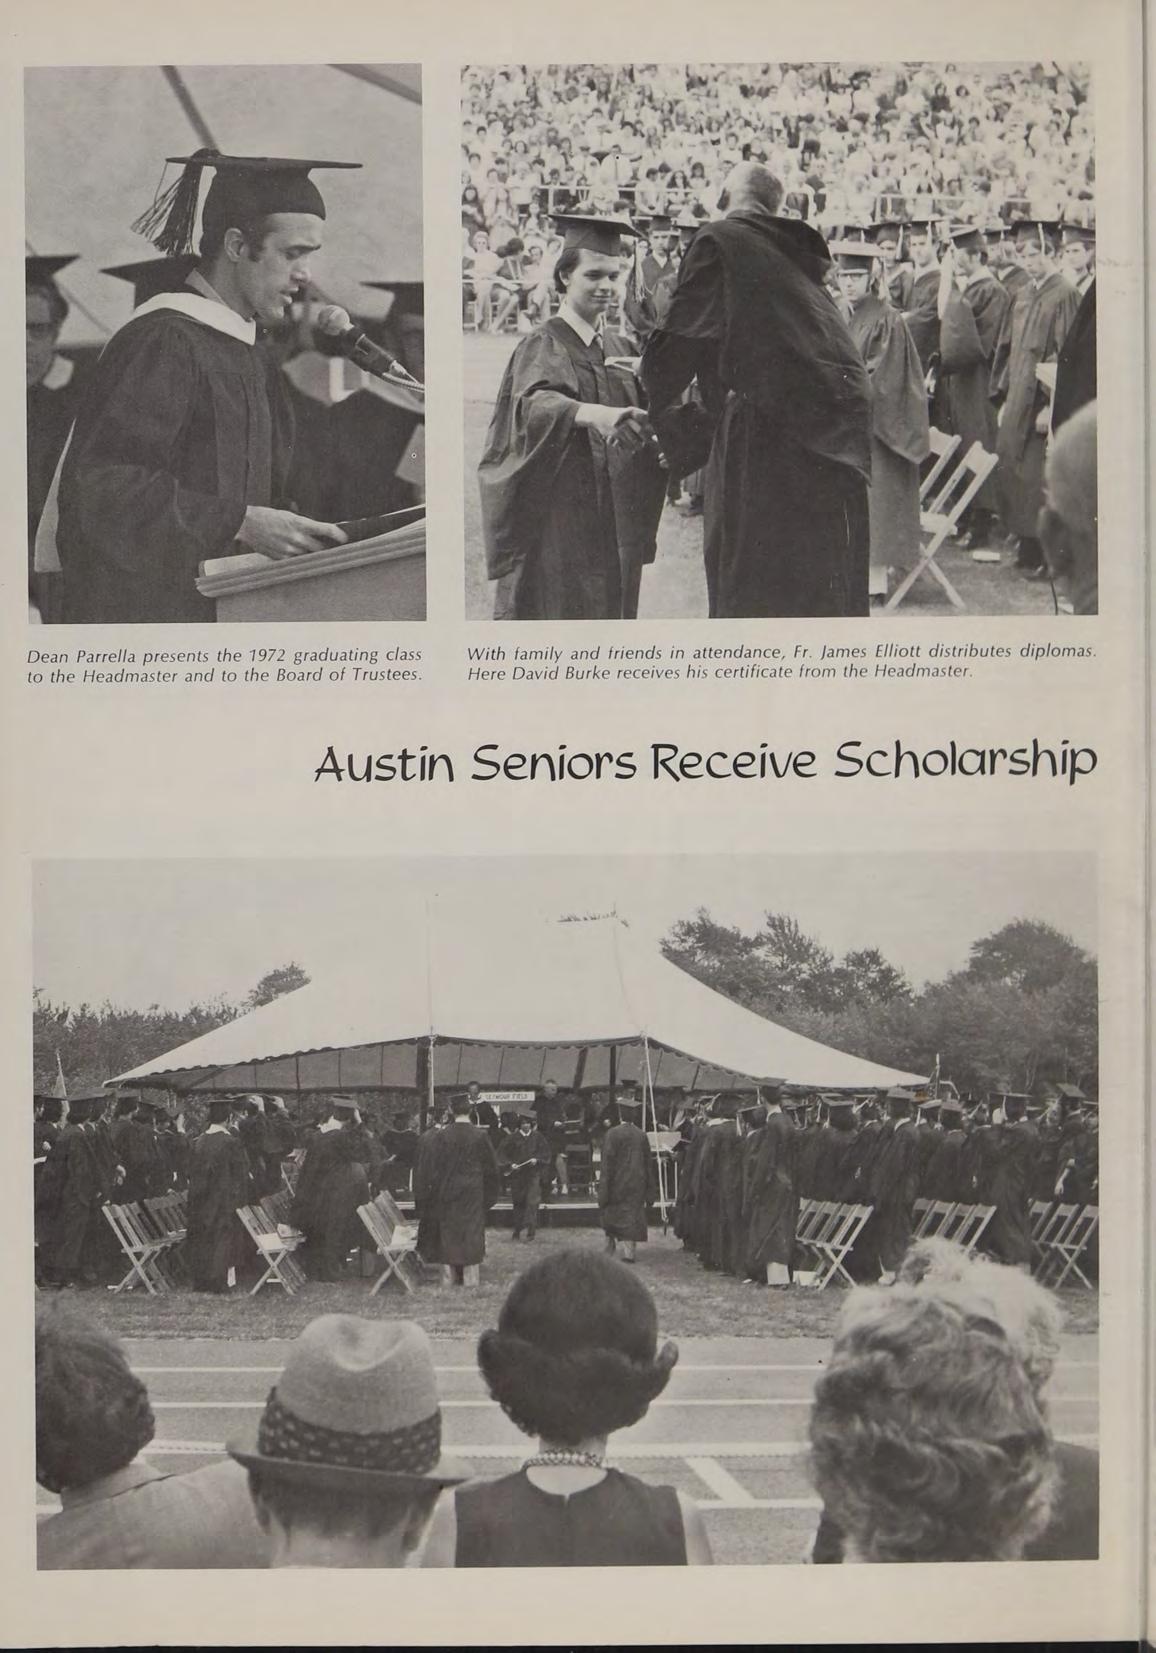 Dean Parrella presents the 1972 graduating class
to the Headmaster and to the Board of Trustees.
With family and friends in attendance, Fr. James Elliott distributes diplomas.
Here David Burke receives his certificate from the Headmaster.
Austin Seniors Receive Scholarship
SEYMOUR FIELD